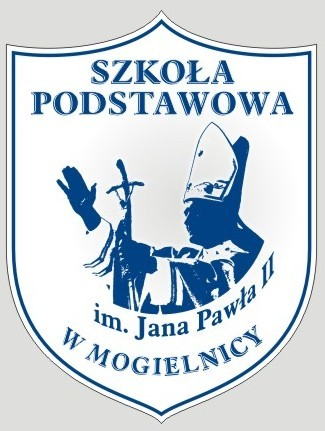 SZKOŁA
PODSTAWOWA
im. Jana Pawła II
W MOGIELNICY